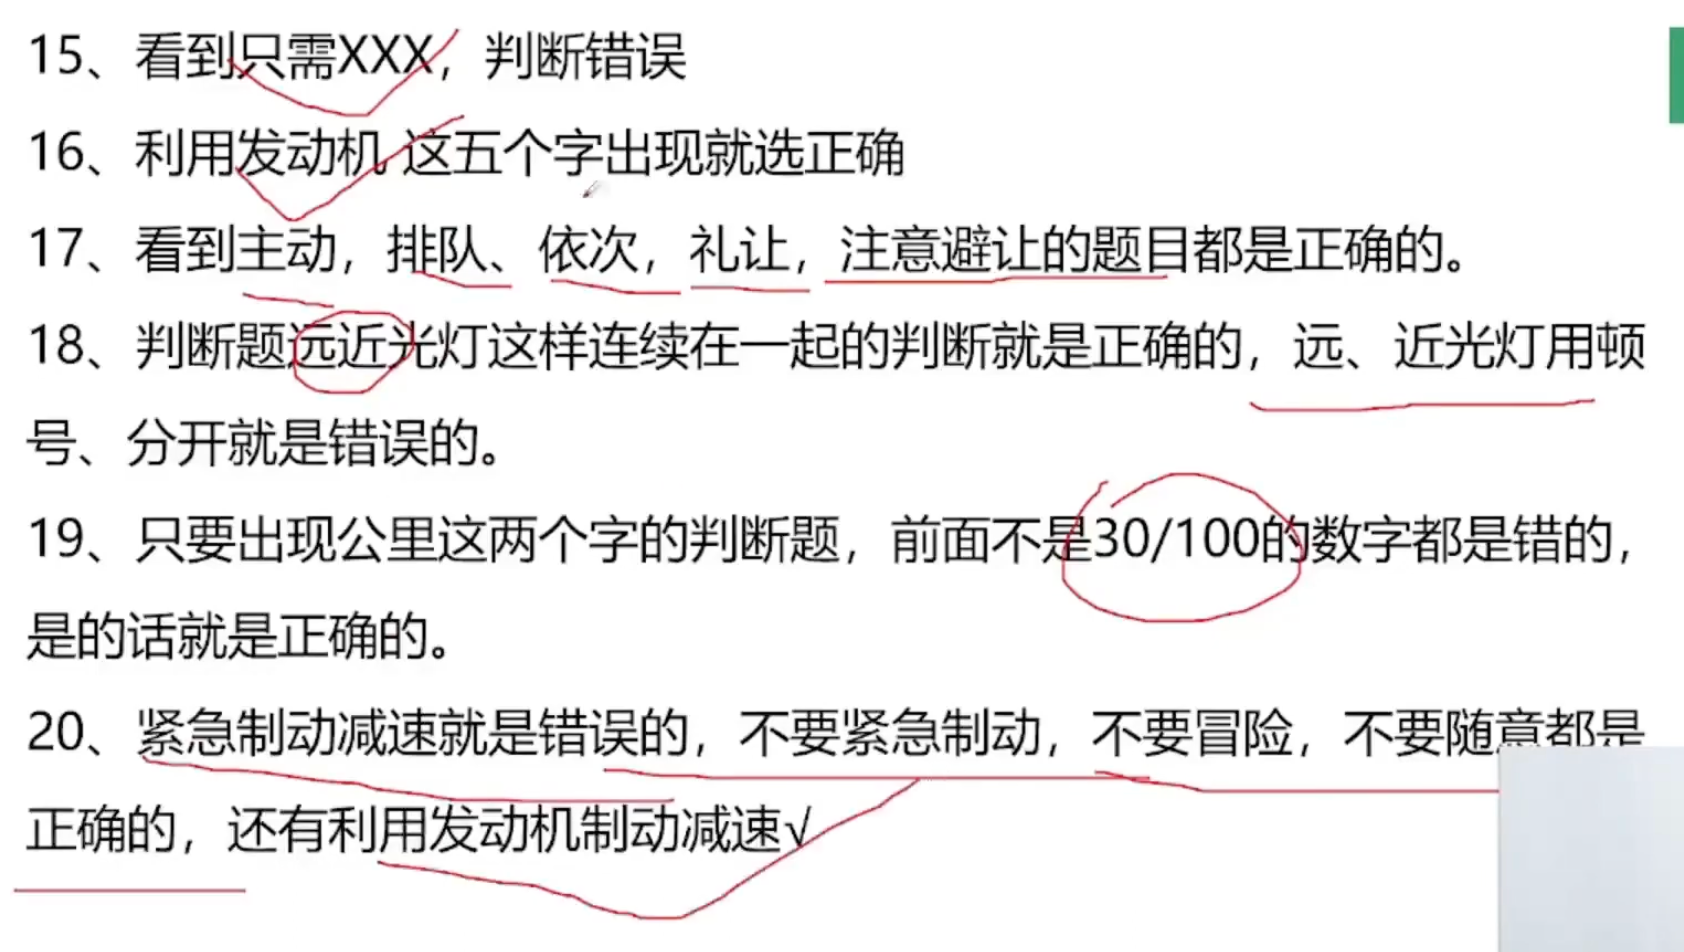 15、看到只需XXX，判断错误
16、利用发动机 这五个字出现就选正确
17、看到主动，排队、依次，礼让，注意避让的题目都是正确的。
18、判断题远近光灯这样连续在一起的判断就是正确的，远、近光灯用顿
号、分开就是错误的。
19、只要出现公里这两个字的判断题，前面不是30/100的数字都是错的，
是的话就是正确的。
20、紧急制动减速就是错误的，不要紧急制动，不要冒险，不要随意都是
正确的，还有利用发动机制动减速√